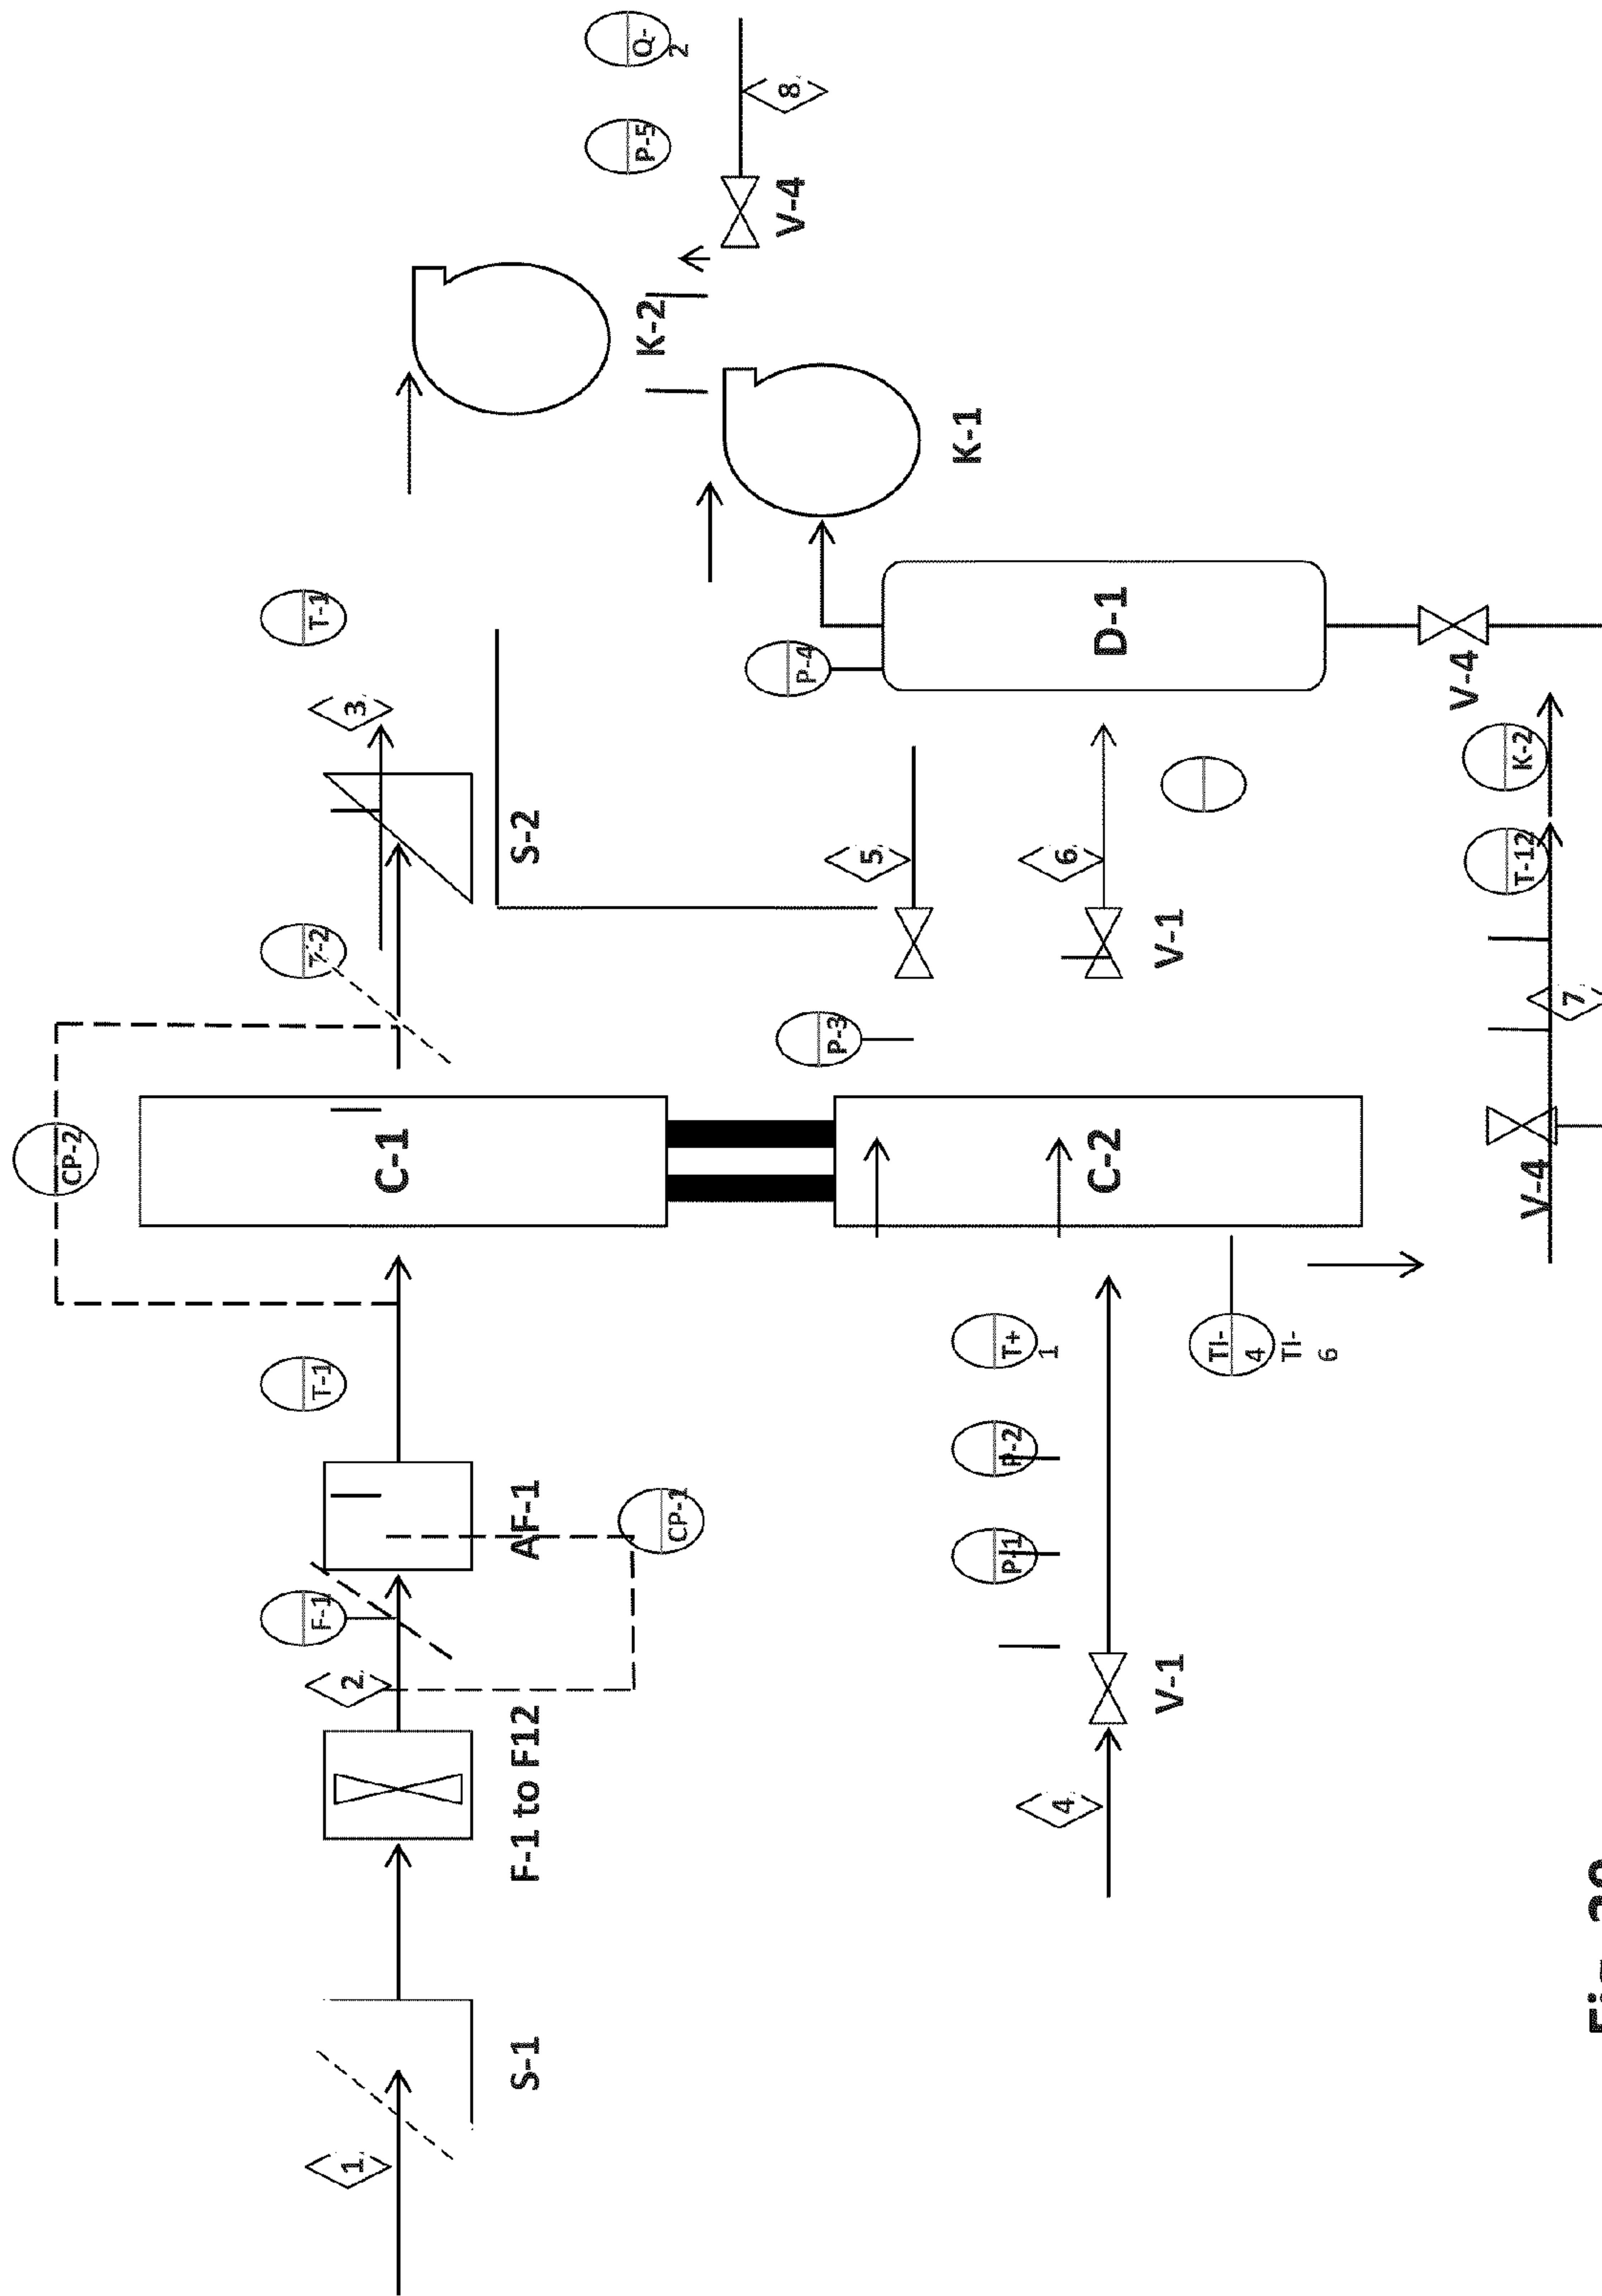 CP-2
T-1
T-2
T-1
F-1
3
2
1
C-1
S-2
AF-1
F-1 to F12
S-1
K-2
Q-2
P-5
CP-1
8
V-4
K-1
P-4
P-3
5
6
D-1
C-2
T+
1
P-2
P-1
4
V-1
V-1
TI-
4
TI-
6
V-4
K-2
T-12
7
V-4